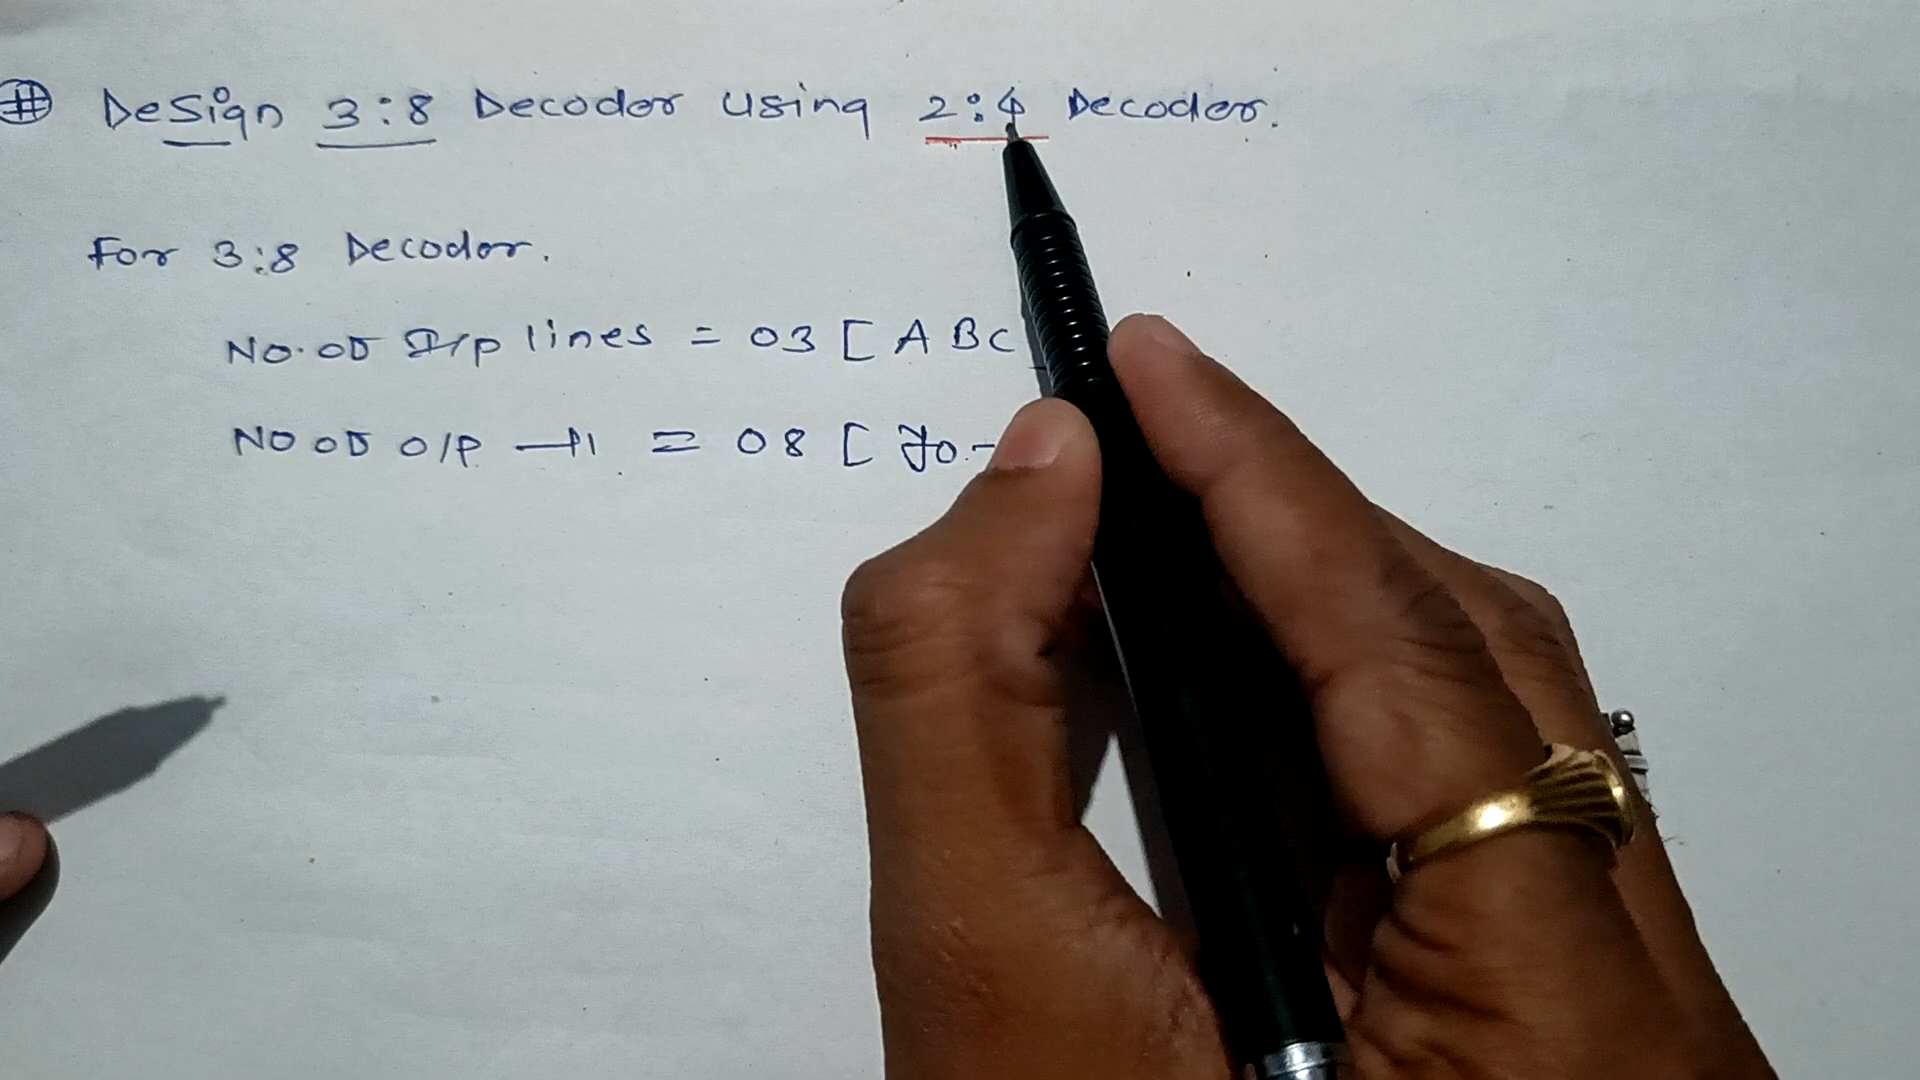 # Design 3:8 Decoder using 2:4 Decoder.
For 3:8 Decoder.
No. of I/p lines = 03 [ A B C
No of o/p —11 = 08 [ Y0 -